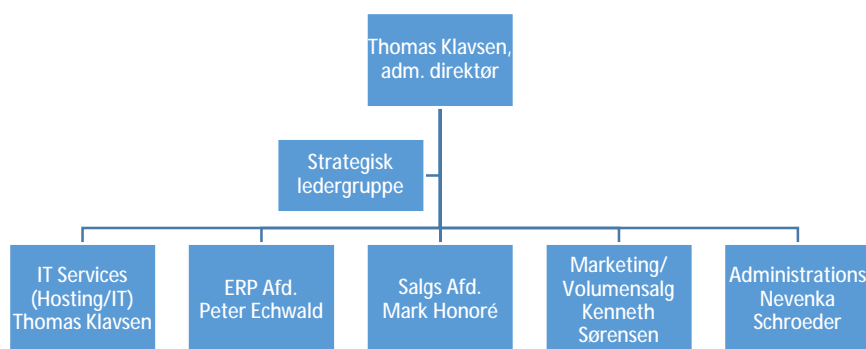 Thomas Klavsen,
adm. direktør
Strategisk
ledergruppe
IT Services
(Hosting/IT)
Thomas Klavsen
ERP Afd.
Peter Echwald
Salgs Afd.
Mark Honoré
Marketing/
Volumensalg
Kenneth
Sørensen
Administrations
Nevenka
Schroeder